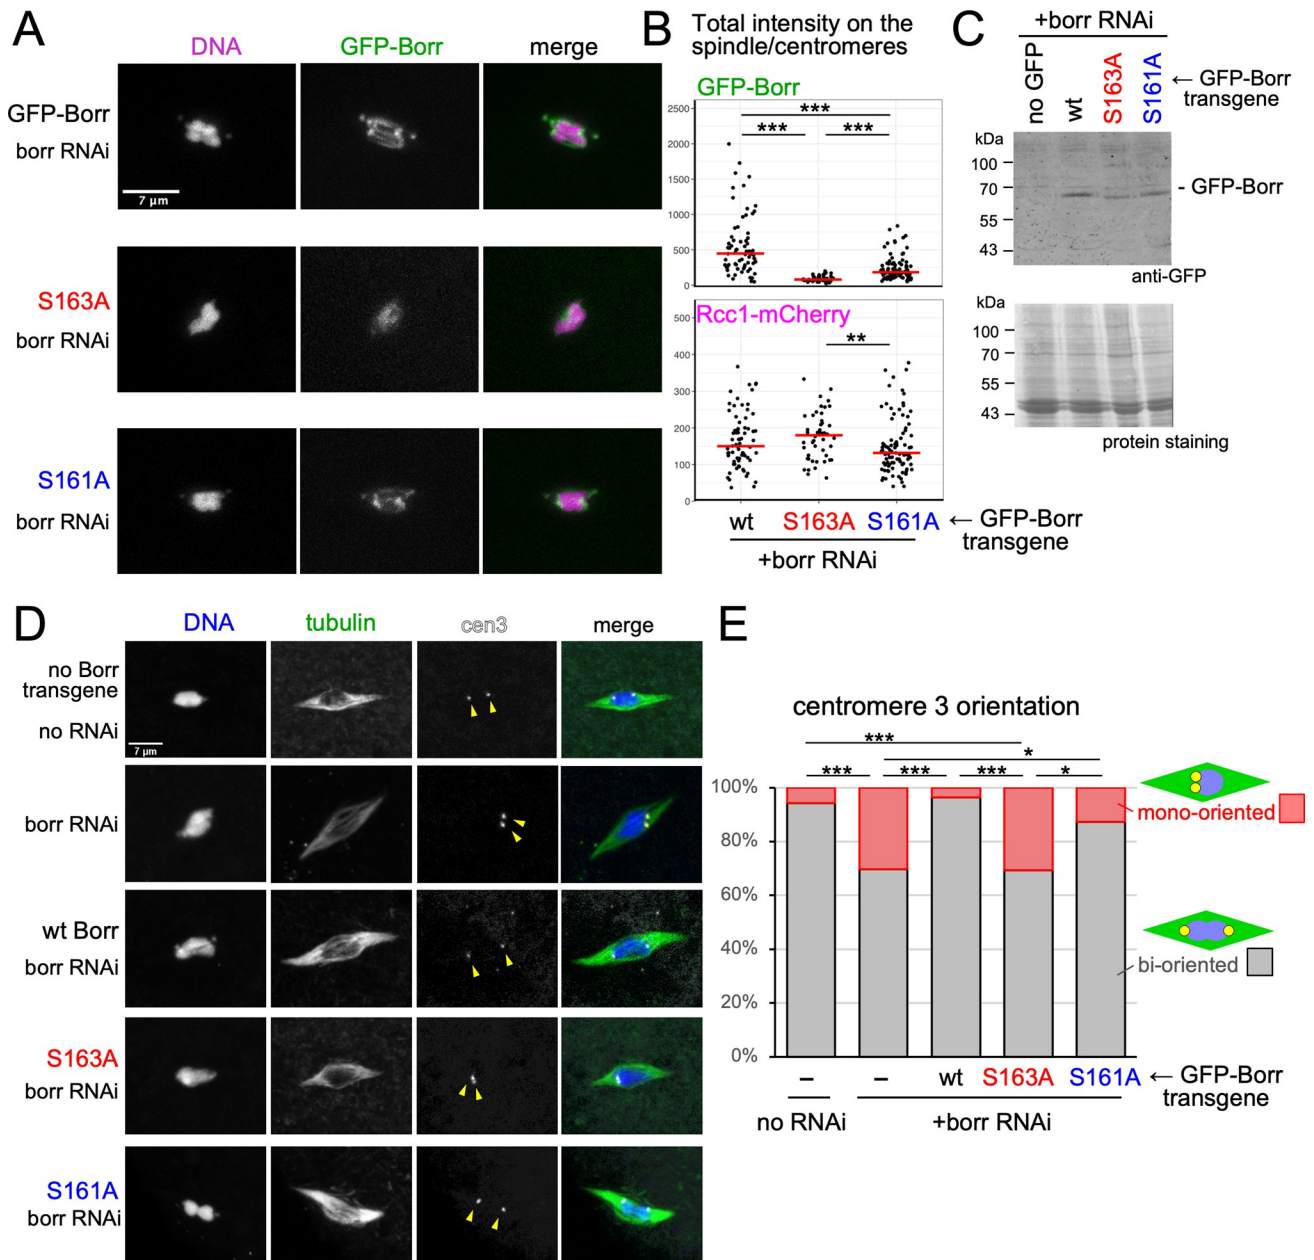 A
DNA
GFP-Borr
merge
GFP-Borr
borr RNAi
7 µm
S163A
borr RNAi
S161A
borr RNAi
B
Total intensity on the
spindle/centromeres
GFP-Borr
2500
2000
1500
1000
500
0
***
***
***
Rcc1-mCherry
500
400
300
200
100
0
**
wt
S163A
S161A
← GFP-Borr
transgene
+borr RNAi
C
+borr RNAi
no GFP
wt
S163A
S161A
← GFP-Borr
transgene
kDa
100
70
55
43
- GFP-Borr
anti-GFP
kDa
100
70
55
43
protein staining
D
DNA
tubulin
cen3
merge
no Borr
transgene
no RNAi
7 µm
borr RNAi
wt Borr
borr RNAi
S163A
borr RNAi
S161A
borr RNAi
E
centromere 3 orientation
***
*
***
***
***
*
100%
80%
60%
40%
20%
0%
mono-oriented
bi-oriented
–
–
wt
S163A
S161A
← GFP-Borr
transgene
no RNAi
+borr RNAi